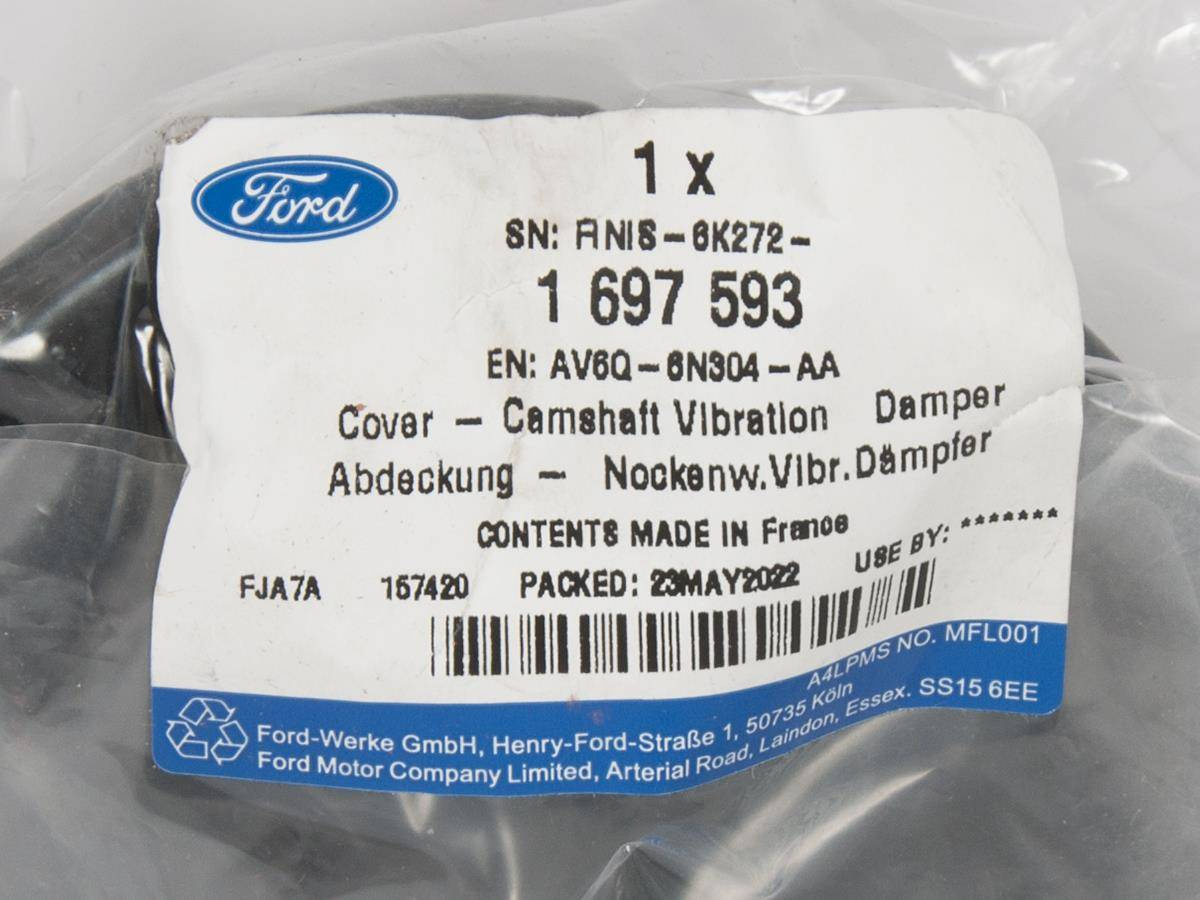 Ford
1 x
SN: FINIS-6K272-
1 697 593
EN: AV6Q-6N304-AA
Cover - Camshaft Vibration Damper
Abdeckung - Nockenw.Vibr.Dämpfer
CONTENTS MADE IN France
FJA7A 157420 PACKED: 23MAY2022 USE BY: *******
A4LPMS NO. MFL001
Ford-Werke GmbH, Henry-Ford-Straße 1, 50735 Köln
Ford Motor Company Limited, Arterial Road, Laindon, Essex. SS15 6EE